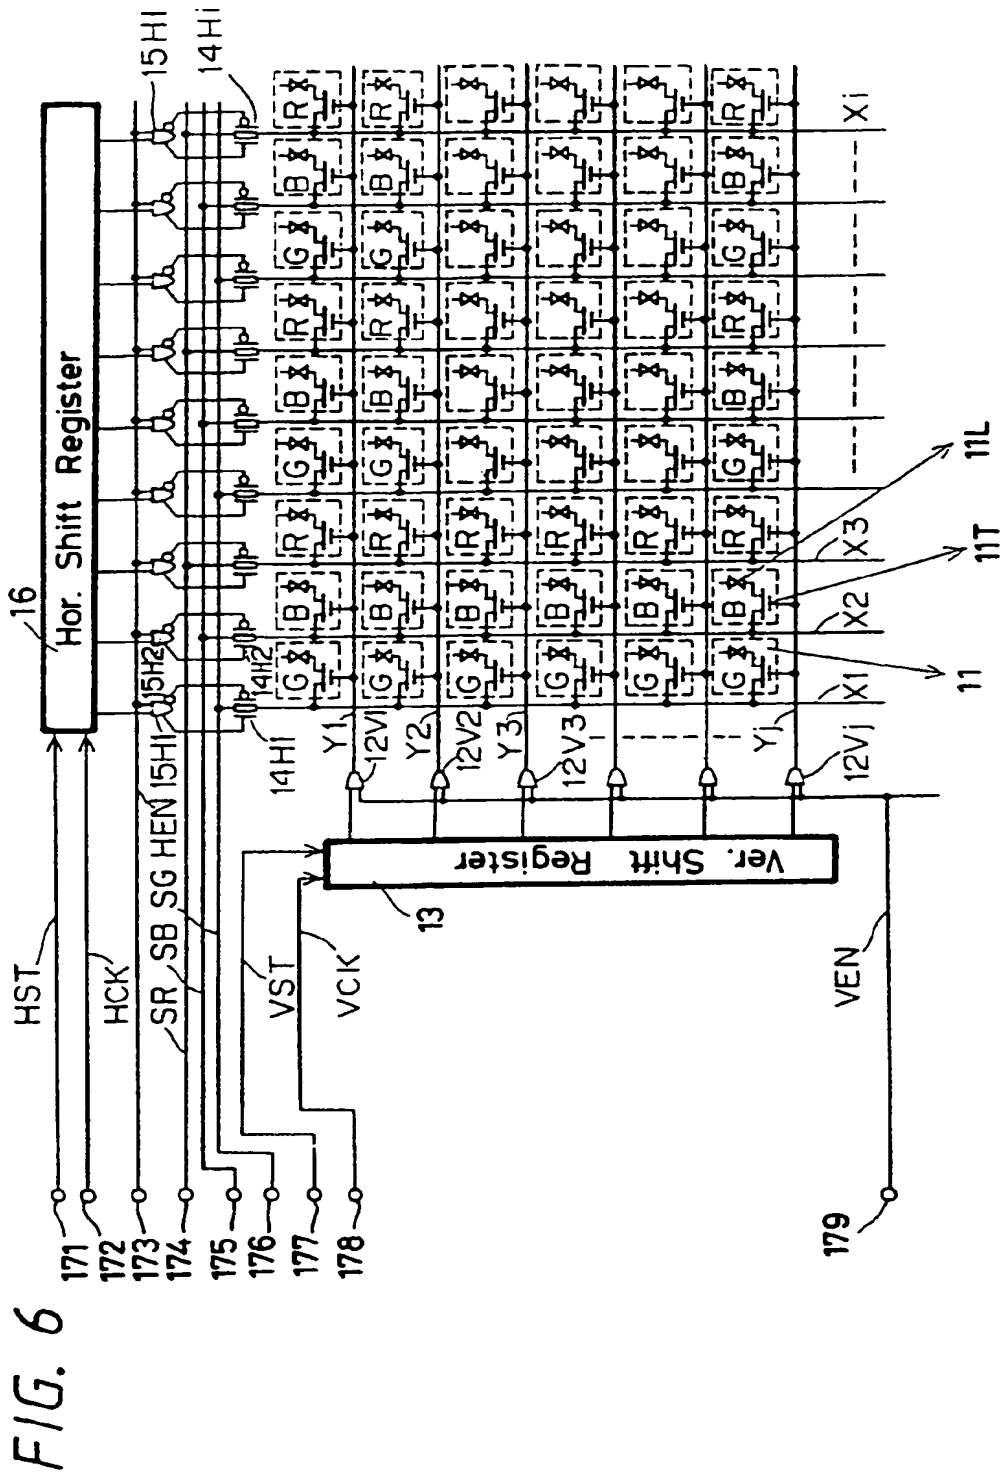 FIG. 6
16
Hor. Shift Register
HST
HCK
SR SB SG HEN 15H1 15H2
15H1
14H1
14H2
14Hi
171
172
173
174
175
176
177
178
179
VST
VCK
VEN
13
Ver. Shift
Register
Y1
12V1
Y2
12V2
Y3
12V3
Yj
12Vj
G B R G B R G B R
G B R G B R G B R
G B R
G B R
G B R
G B R G B R G B R
X1
X2
X3
Xi
11
11T
11L